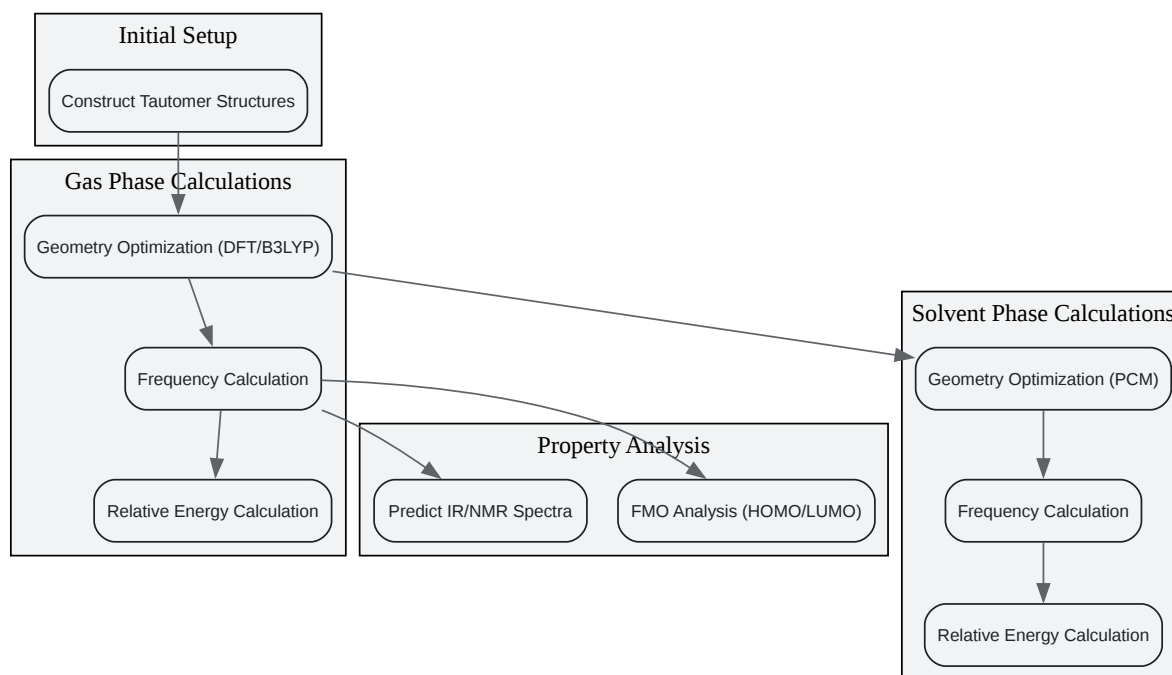 Initial Setup
Construct Tautomer Structures
Gas Phase Calculations
Geometry Optimization (DFT/B3LYP)
Frequency Calculation
Relative Energy Calculation
Property Analysis
Predict IR/NMR Spectra
FMO Analysis (HOMO/LUMO)
Solvent Phase Calculations
Geometry Optimization (PCM)
Frequency Calculation
Relative Energy Calculation